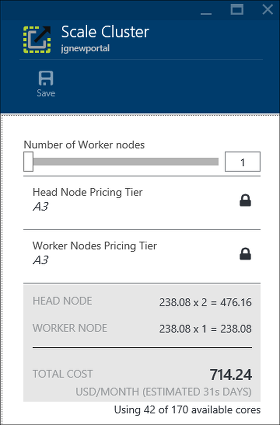 Scale Cluster
jgnewportal
Save
Number of Worker nodes
1
Head Node Pricing Tier
A3
Worker Nodes Pricing Tier
A3
HEAD NODE 238.08 x 2 = 476.16
WORKER NODE 238.08 x 1 = 238.08
TOTAL COST 714.24
USD/MONTH (ESTIMATED 31s DAYS)
Using 42 of 170 available cores